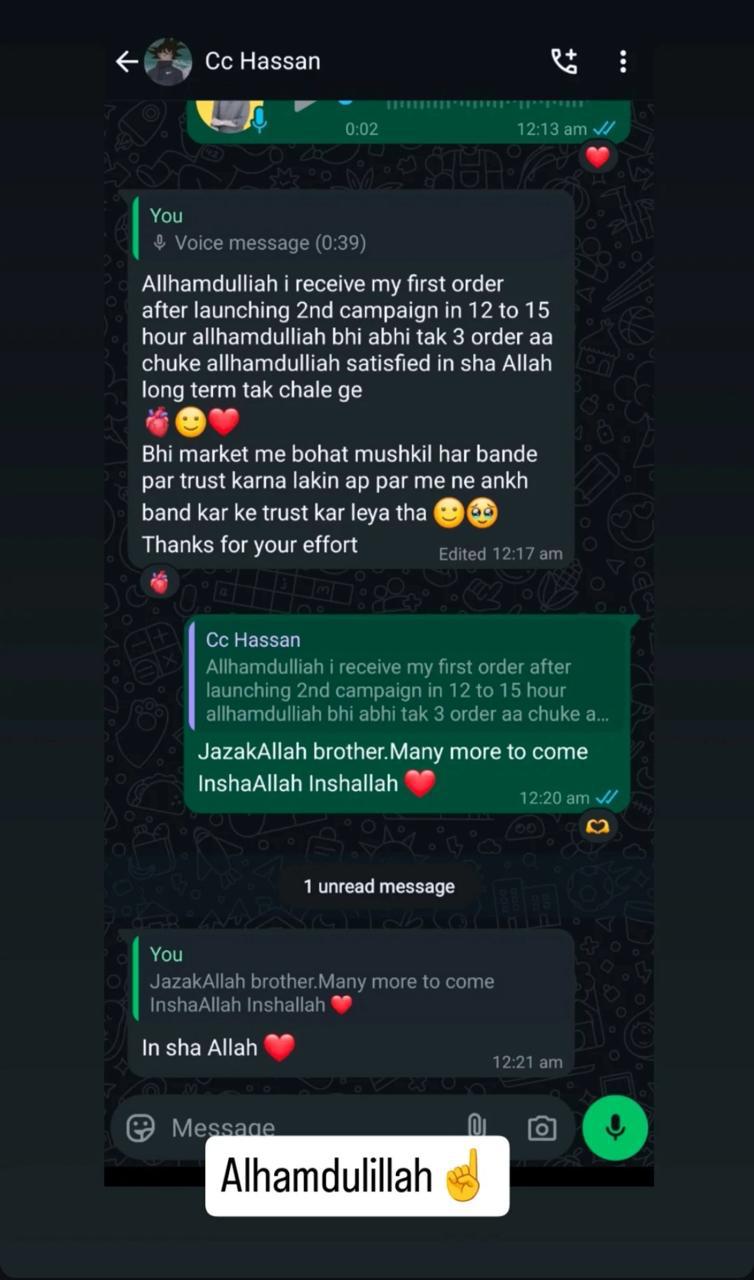 Cc Hassan
0:02
12:13 am
You
Voice message (0:39)
Allhamdulliah i receive my first order
after launching 2nd campaign in 12 to 15
hour allhamdulliah bhi abhi tak 3 order aa
chuke allhamdulliah satisfied in sha Allah
long term tak chale ge
🫀🙂❤️
Bhi market me bohat mushkil har bande
par trust karna lakin ap par me ne ankh
band kar ke trust kar leya tha 🙂🥹
Thanks for your effort
Edited 12:17 am
Cc Hassan
Allhamdulliah i receive my first order after
launching 2nd campaign in 12 to 15 hour
allhamdulliah bhi abhi tak 3 order aa chuke a...
JazakAllah brother.Many more to come
InshaAllah Inshallah ❤️
12:20 am
1 unread message
You
JazakAllah brother.Many more to come
InshaAllah Inshallah ❤️
In sha Allah ❤️
12:21 am
Message
Alhamdulillah ☝️